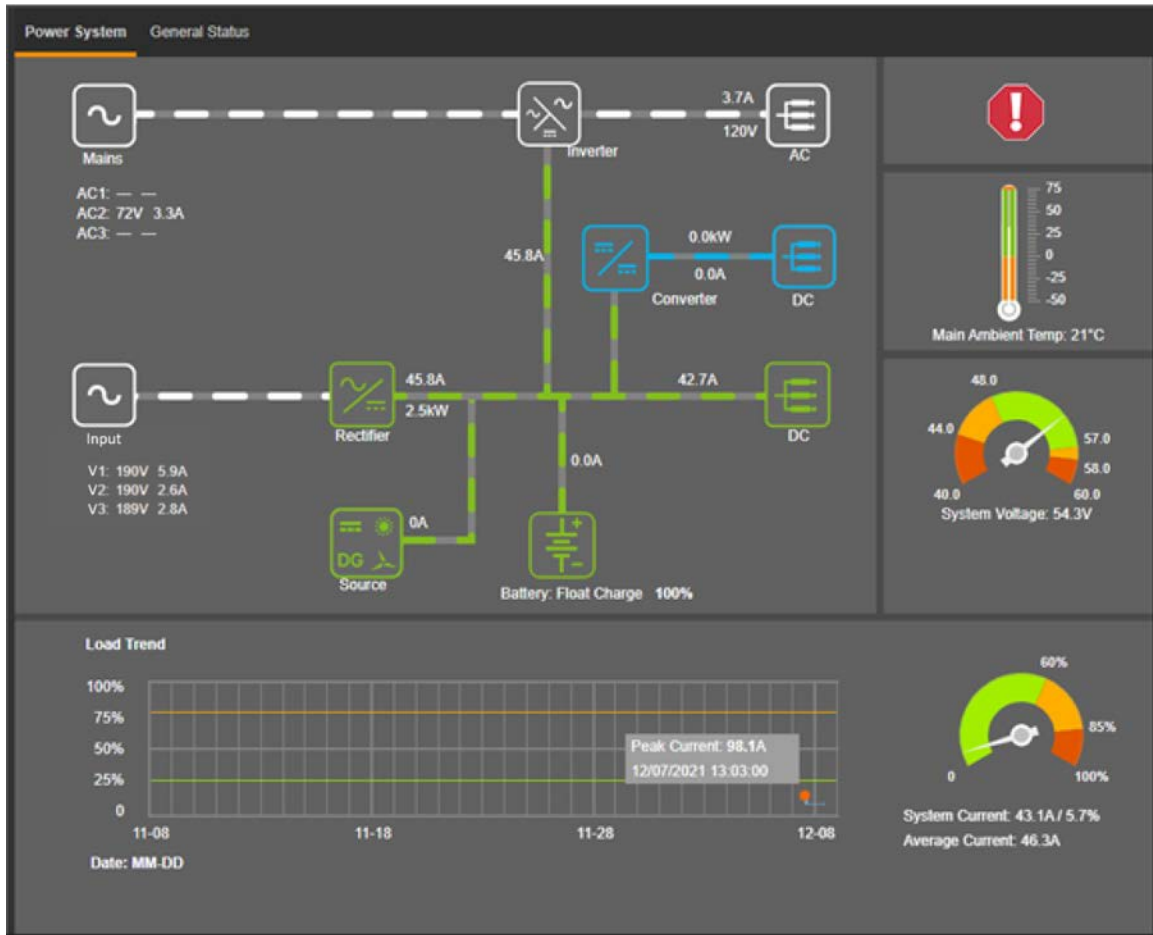 Power System General Status
Mains
AC1: — —
AC2: 72V 3.3A
AC3: — —
Inverter
3.7A
120V
AC
45.8A
0.0kW
0.0A
Converter
DC
Input
V1: 190V 5.9A
V2: 190V 2.6A
V3: 189V 2.8A
45.8A
2.5kW
Rectifier
42.7A
DC
0.0A
0A
DG
Source
+
-
Battery: Float Charge 100%
!
75
50
25
0
-25
-50
Main Ambient Temp: 21°C
48.0
44.0
57.0
58.0
40.0
60.0
System Voltage: 54.3V
Load Trend
100%
75%
50%
25%
0
Peak Current: 98.1A
12/07/2021 13:03:00
11-08
11-18
11-28
12-08
Date: MM-DD
60%
85%
0
100%
System Current: 43.1A / 5.7%
Average Current: 46.3A